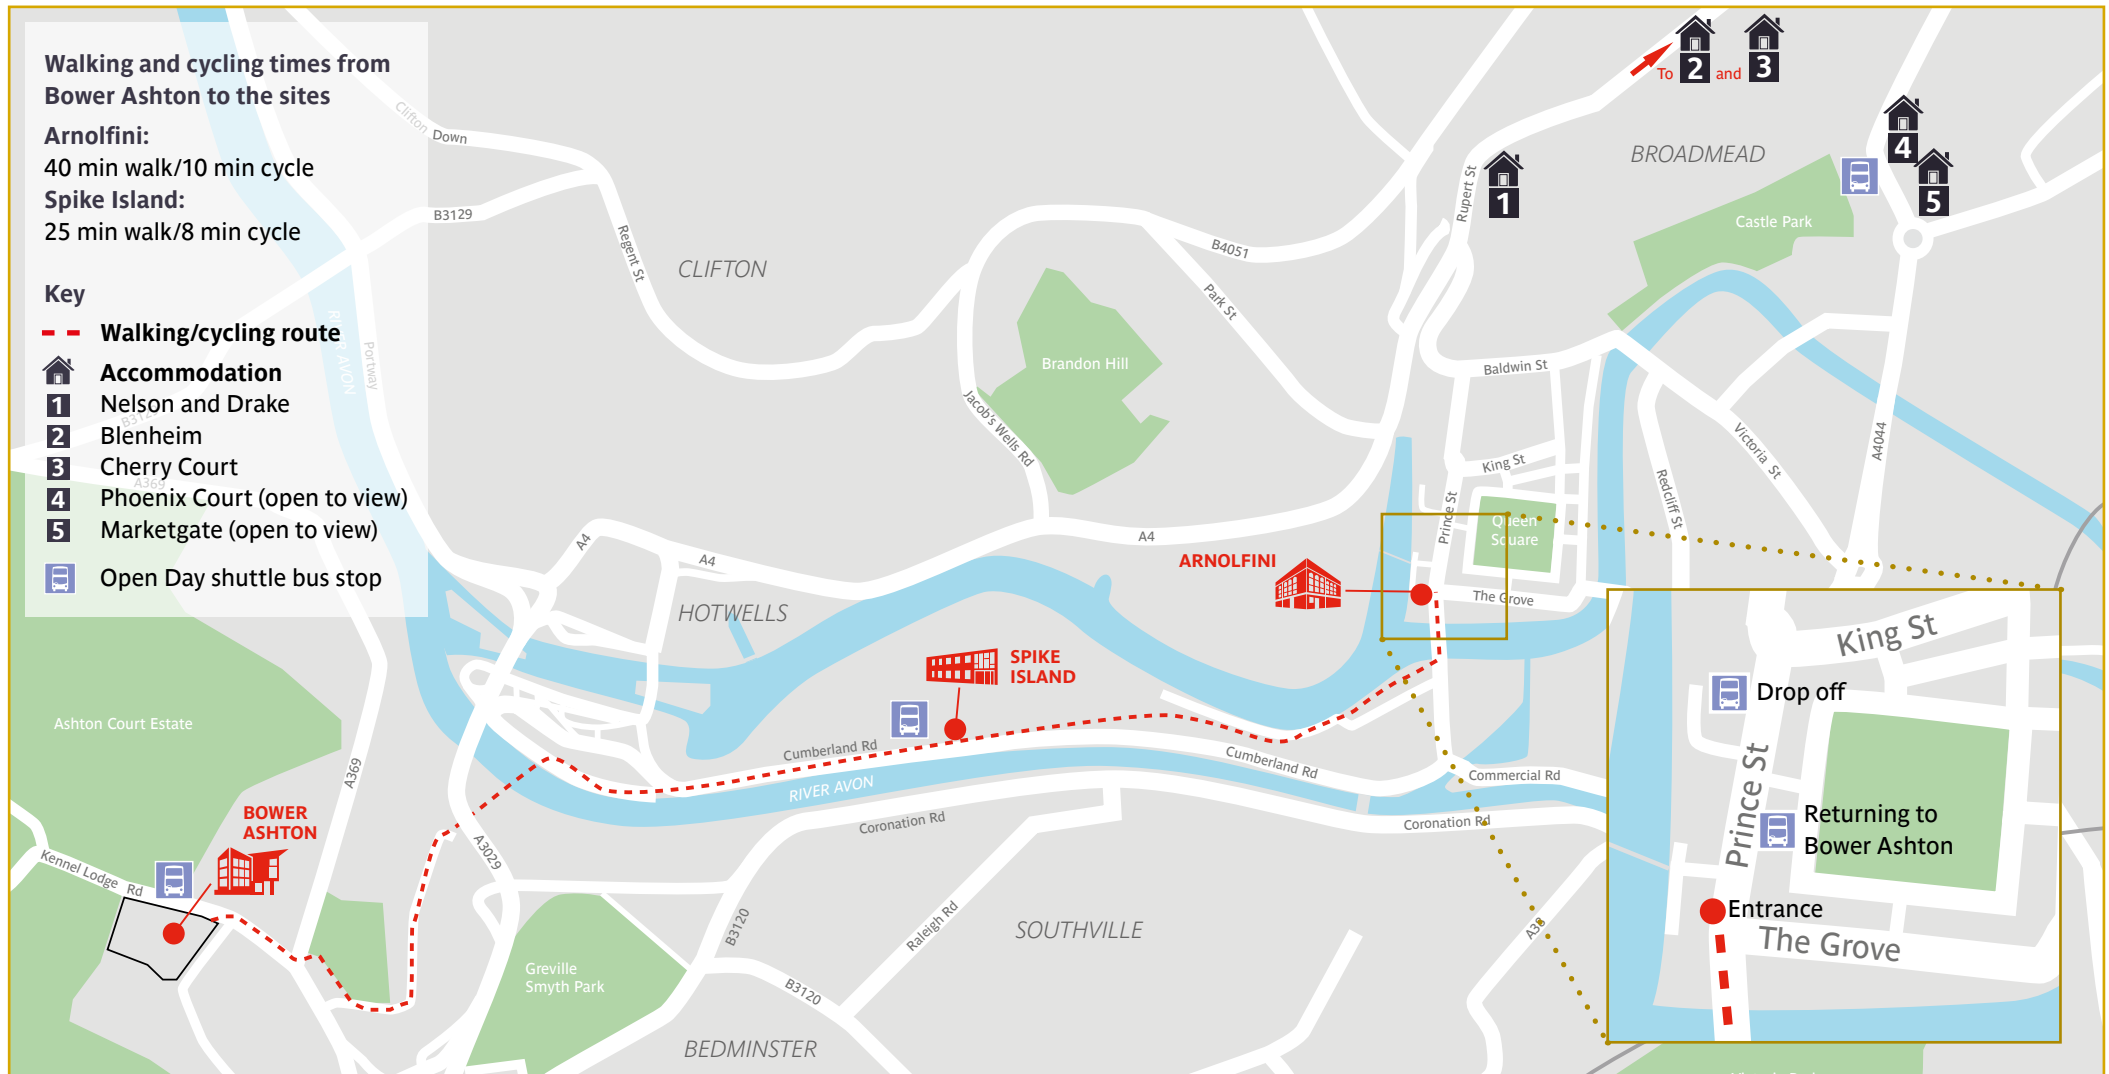 Walking and cycling times from
Bower Ashton to the sites
Arnolfini:
40 min walk/10 min cycle
Spike Island:
25 min walk/8 min cycle
Key
Walking/cycling route
Accommodation
1 Nelson and Drake
2 Blenheim
3 Cherry Court
4 Phoenix Court (open to view)
5 Marketgate (open to view)
Open Day shuttle bus stop
Clifton Down
B3129
Regent St
CLIFTON
RIVER AVON
Portway
A369
To 2 and 3
4
5
1
Rupert St
BROADMEAD
Castle Park
B4051
Park St
Brandon Hill
Jacob's Wells Rd
Baldwin St
King St
Prince St
Queen
Square
Redcliff St
Victoria St
A4044
A4
A4
A4
HOTWELLS
ARNOLFINI
The Grove
SPIKE
ISLAND
Cumberland Rd
RIVER AVON
Cumberland Rd
Commercial Rd
Coronation Rd
Coronation Rd
Ashton Court Estate
A369
BOWER
ASHTON
Kennel Lodge Rd
A3029
Greville
Smyth Park
B3120
B3120
Raleigh Rd
SOUTHVILLE
BEDMINSTER
A38
King St
Drop off
Prince St
Returning to
Bower Ashton
Entrance
The Grove